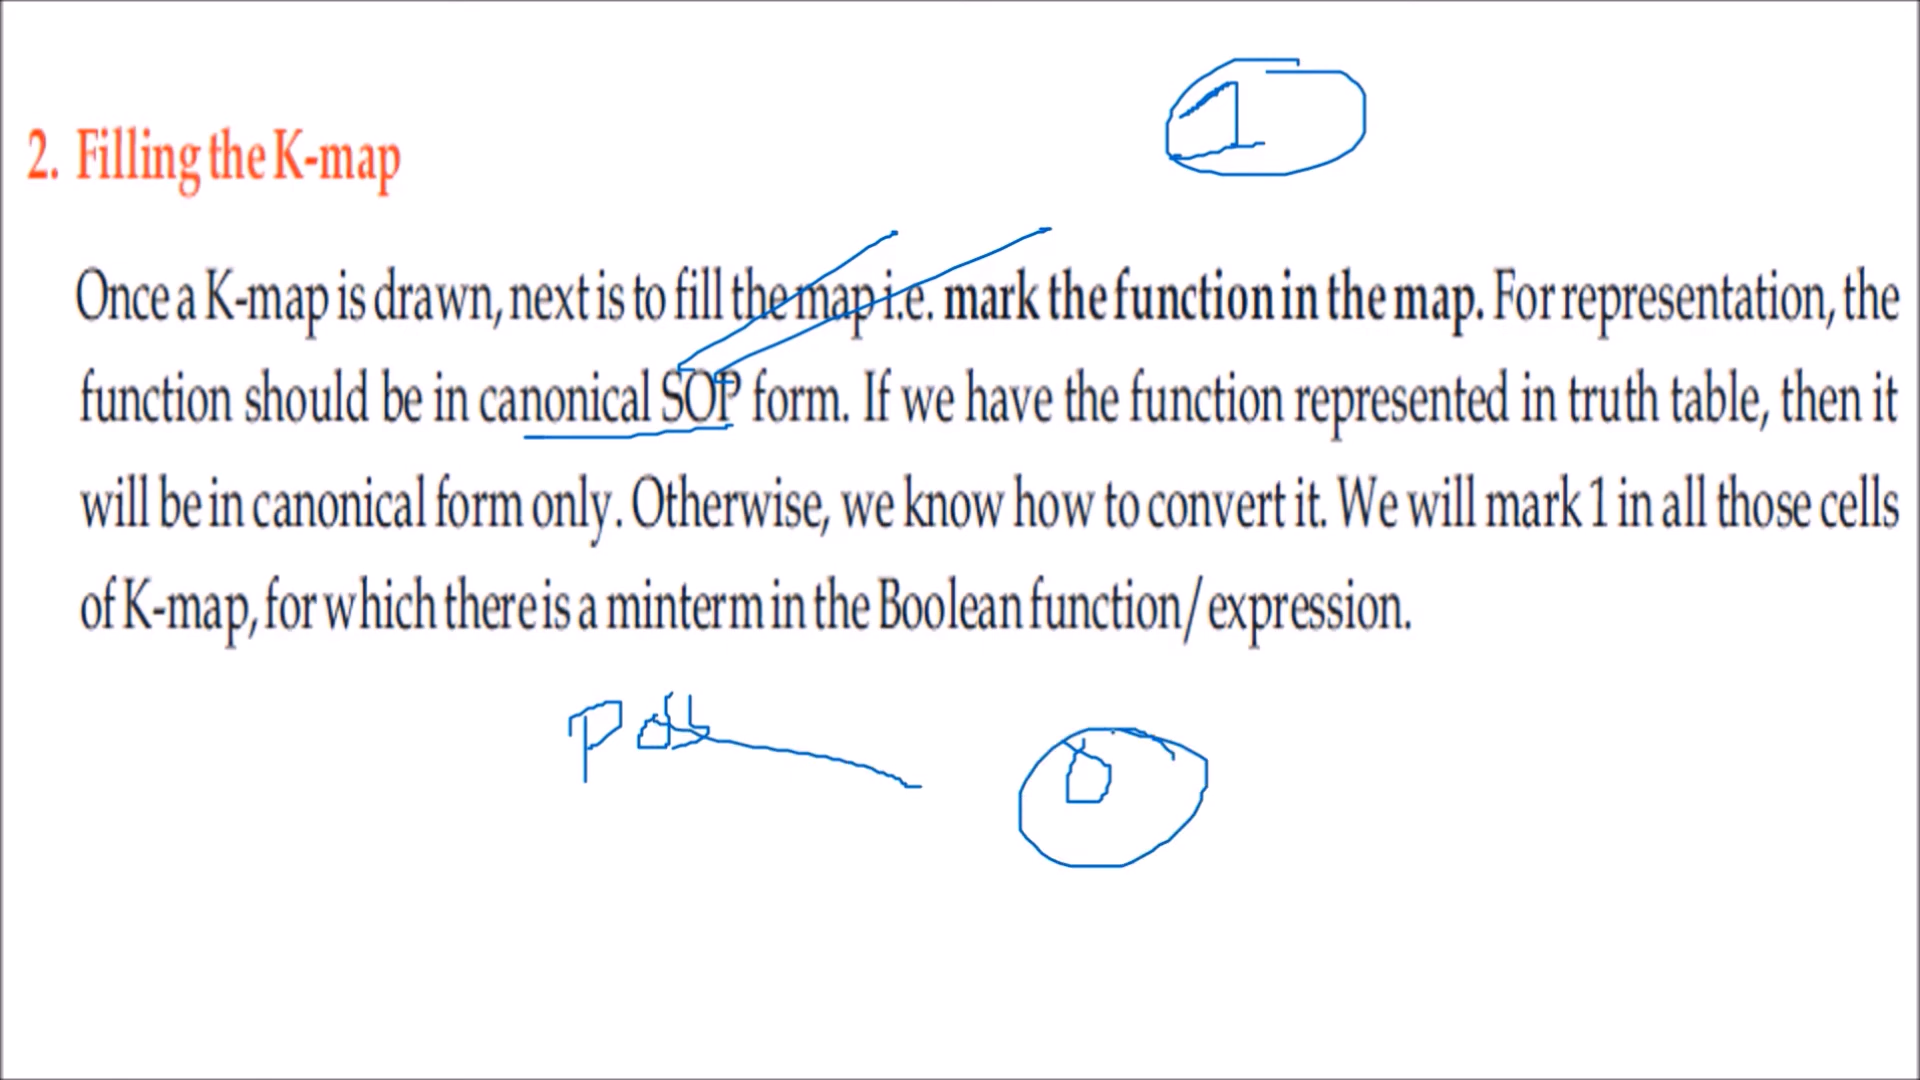 1
2. Filling the K-map
Once a K-map is drawn, next is to fill the map i.e. mark the function in the map. For representation, the
function should be in canonical SOP form. If we have the function represented in truth table, then it
will be in canonical form only. Otherwise, we know how to convert it. We will mark 1 in all those cells
of K-map, for which there is a minterm in the Boolean function/expression.
0